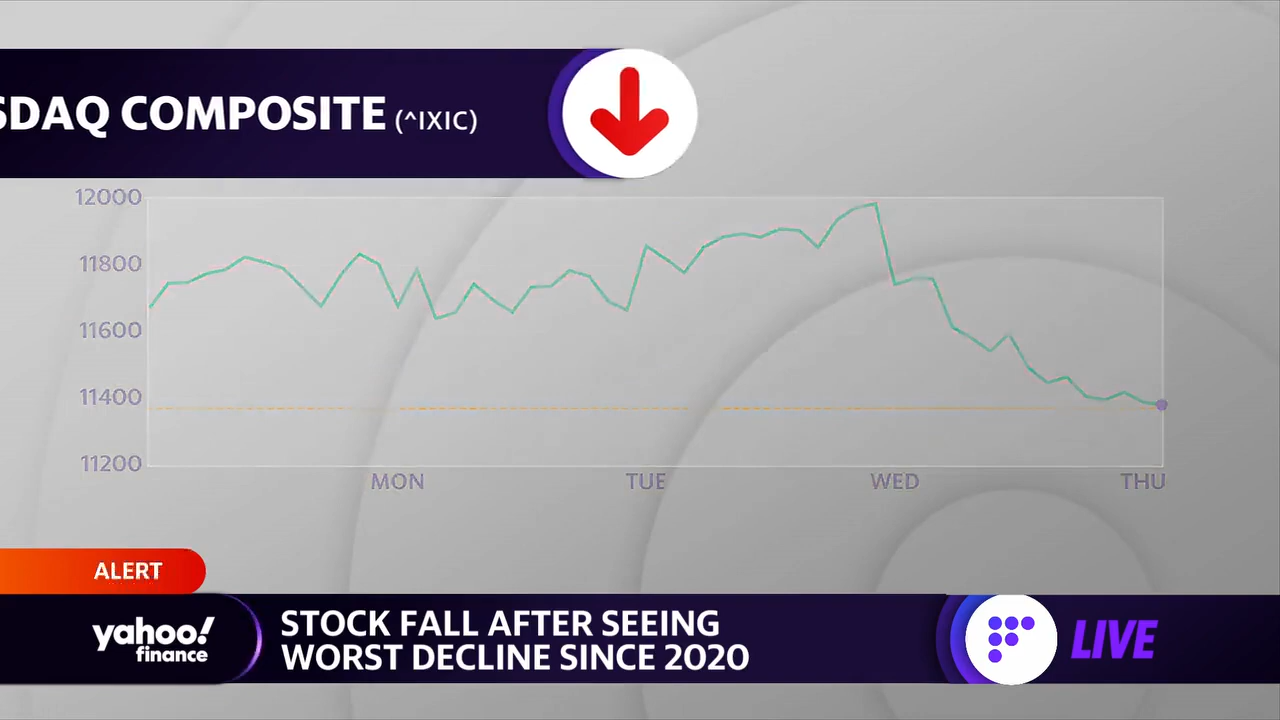 SDAQ COMPOSITE (^IXIC)
12000
11800
11600
11400
11200
MON TUE WED THU
ALERT
yahoo!
finance
STOCK FALL AFTER SEEING
WORST DECLINE SINCE 2020
LIVE